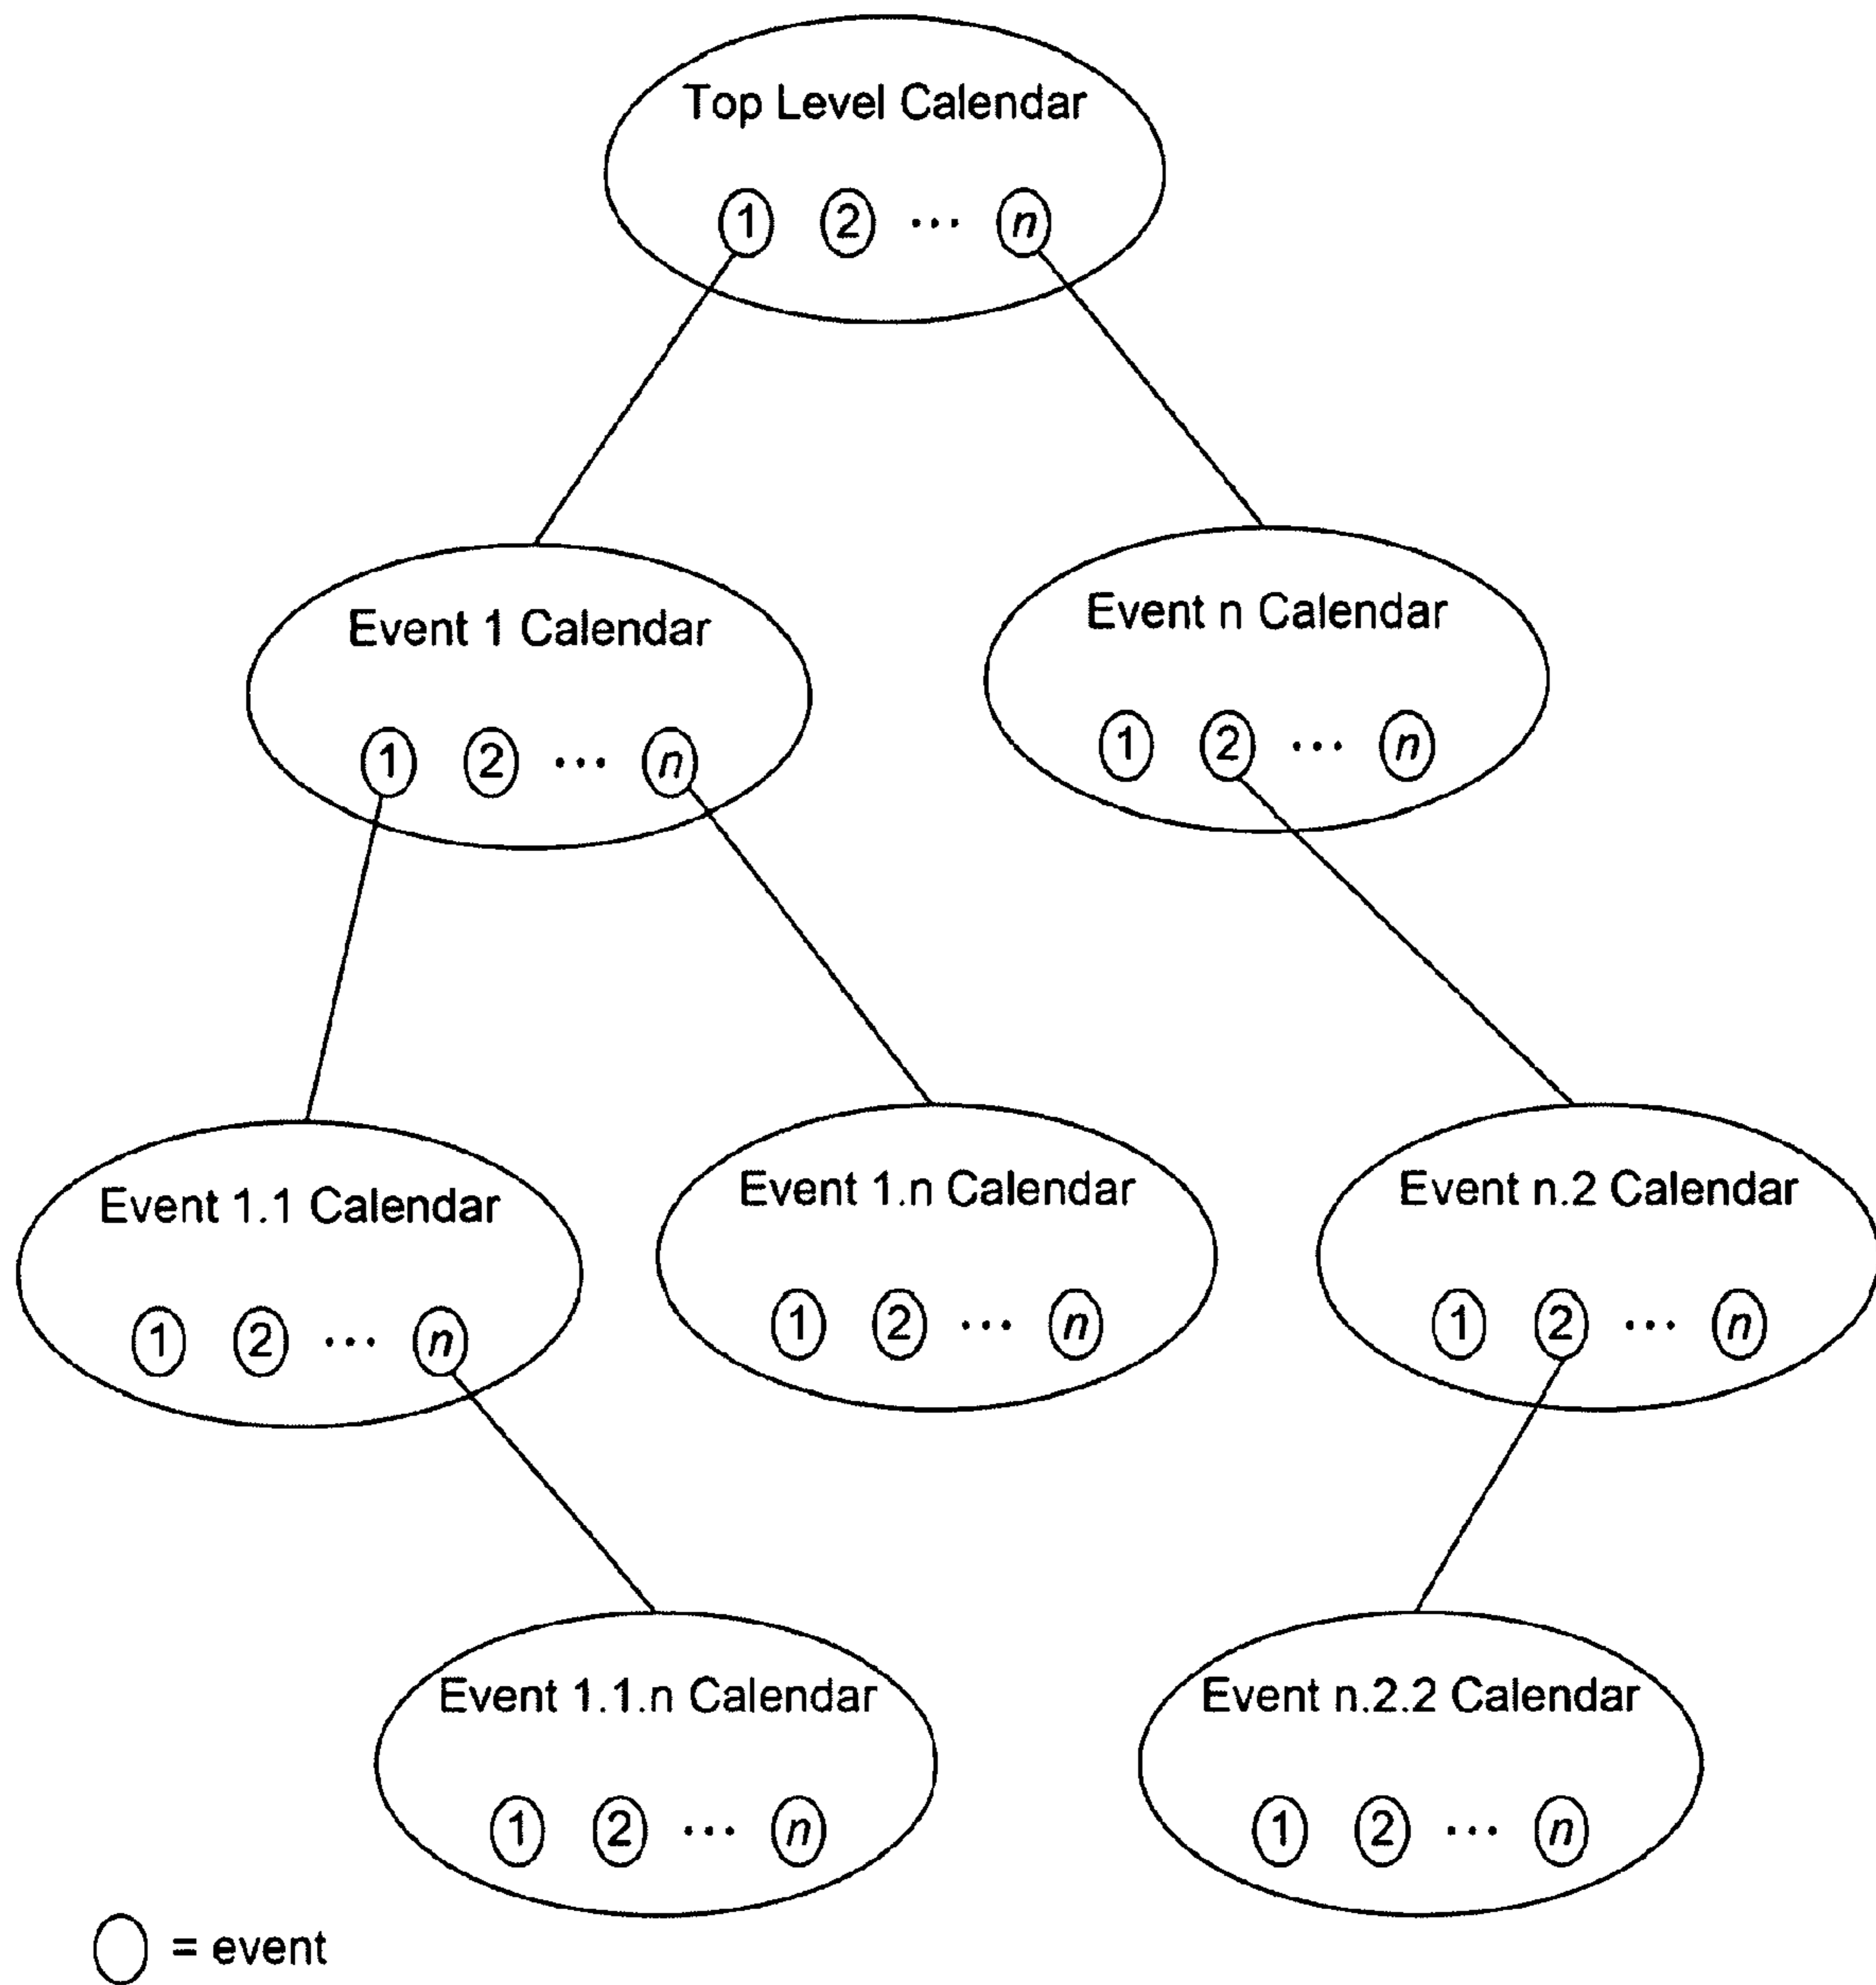 Top Level Calendar
1 2 ... n
Event 1 Calendar
1 2 ... n
Event n Calendar
1 2 ... n
Event 1.1 Calendar
1 2 ... n
Event 1.n Calendar
1 2 ... n
Event n.2 Calendar
1 2 ... n
Event 1.1.n Calendar
1 2 ... n
Event n.2.2 Calendar
1 2 ... n
= event